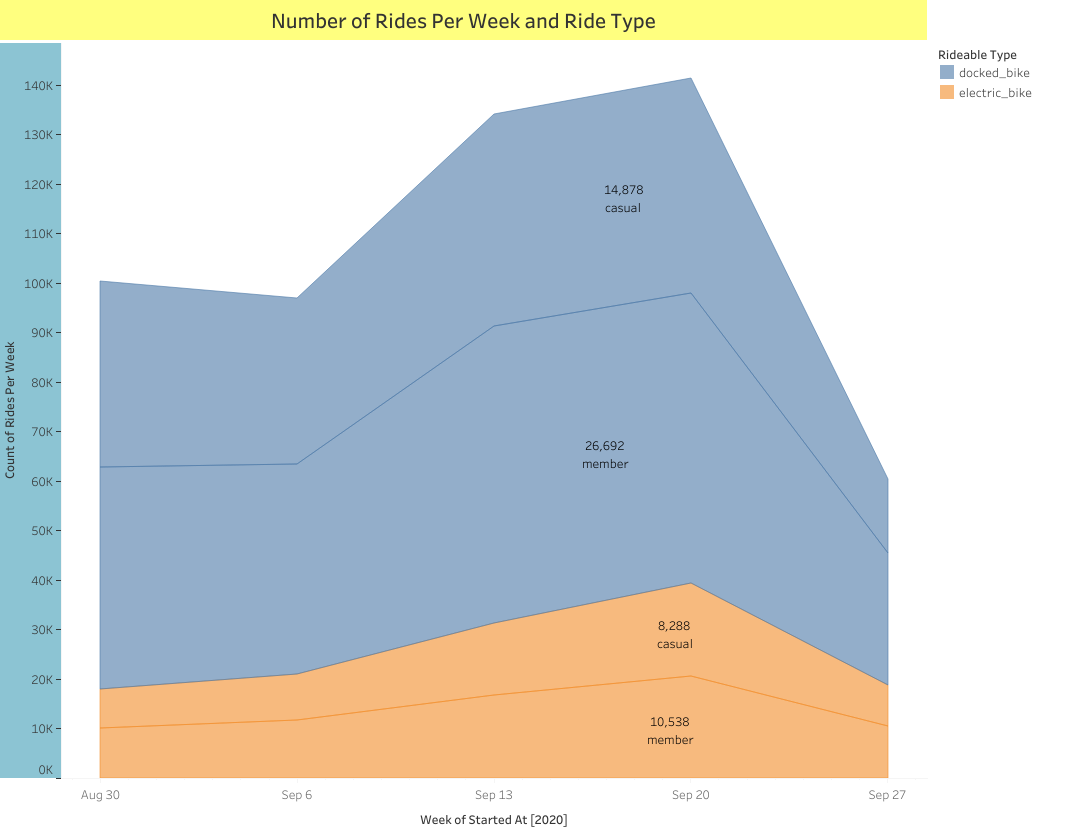 Number of Rides Per Week and Ride Type
Rideable Type
docked_bike
electric_bike
Count of Rides Per Week
140K
130K
120K
110K
100K
90K
80K
70K
60K
50K
40K
30K
20K
10K
0K
14,878
casual
26,692
member
8,288
casual
10,538
member
Aug 30
Sep 6
Sep 13
Sep 20
Sep 27
Week of Started At [2020]